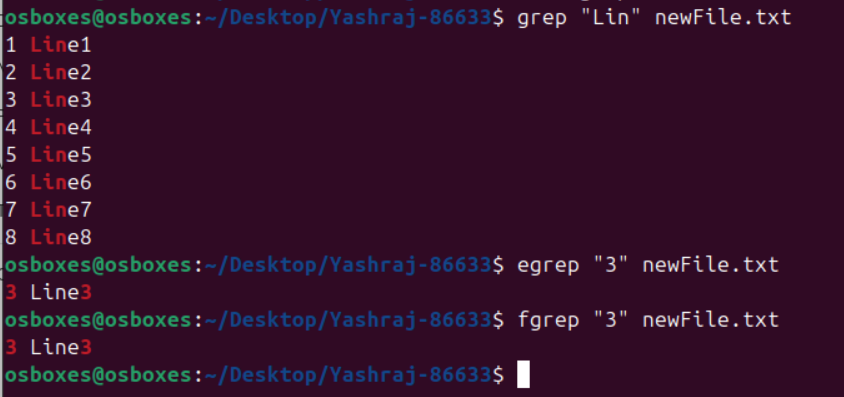 osboxes@osboxes:~/Desktop/Yashraj-86633$ grep "Lin" newFile.txt
1 Line1
2 Line2
3 Line3
4 Line4
5 Line5
6 Line6
7 Line7
8 Line8
osboxes@osboxes:~/Desktop/Yashraj-86633$ egrep "3" newFile.txt
3 Line3
osboxes@osboxes:~/Desktop/Yashraj-86633$ fgrep "3" newFile.txt
3 Line3
osboxes@osboxes:~/Desktop/Yashraj-86633$